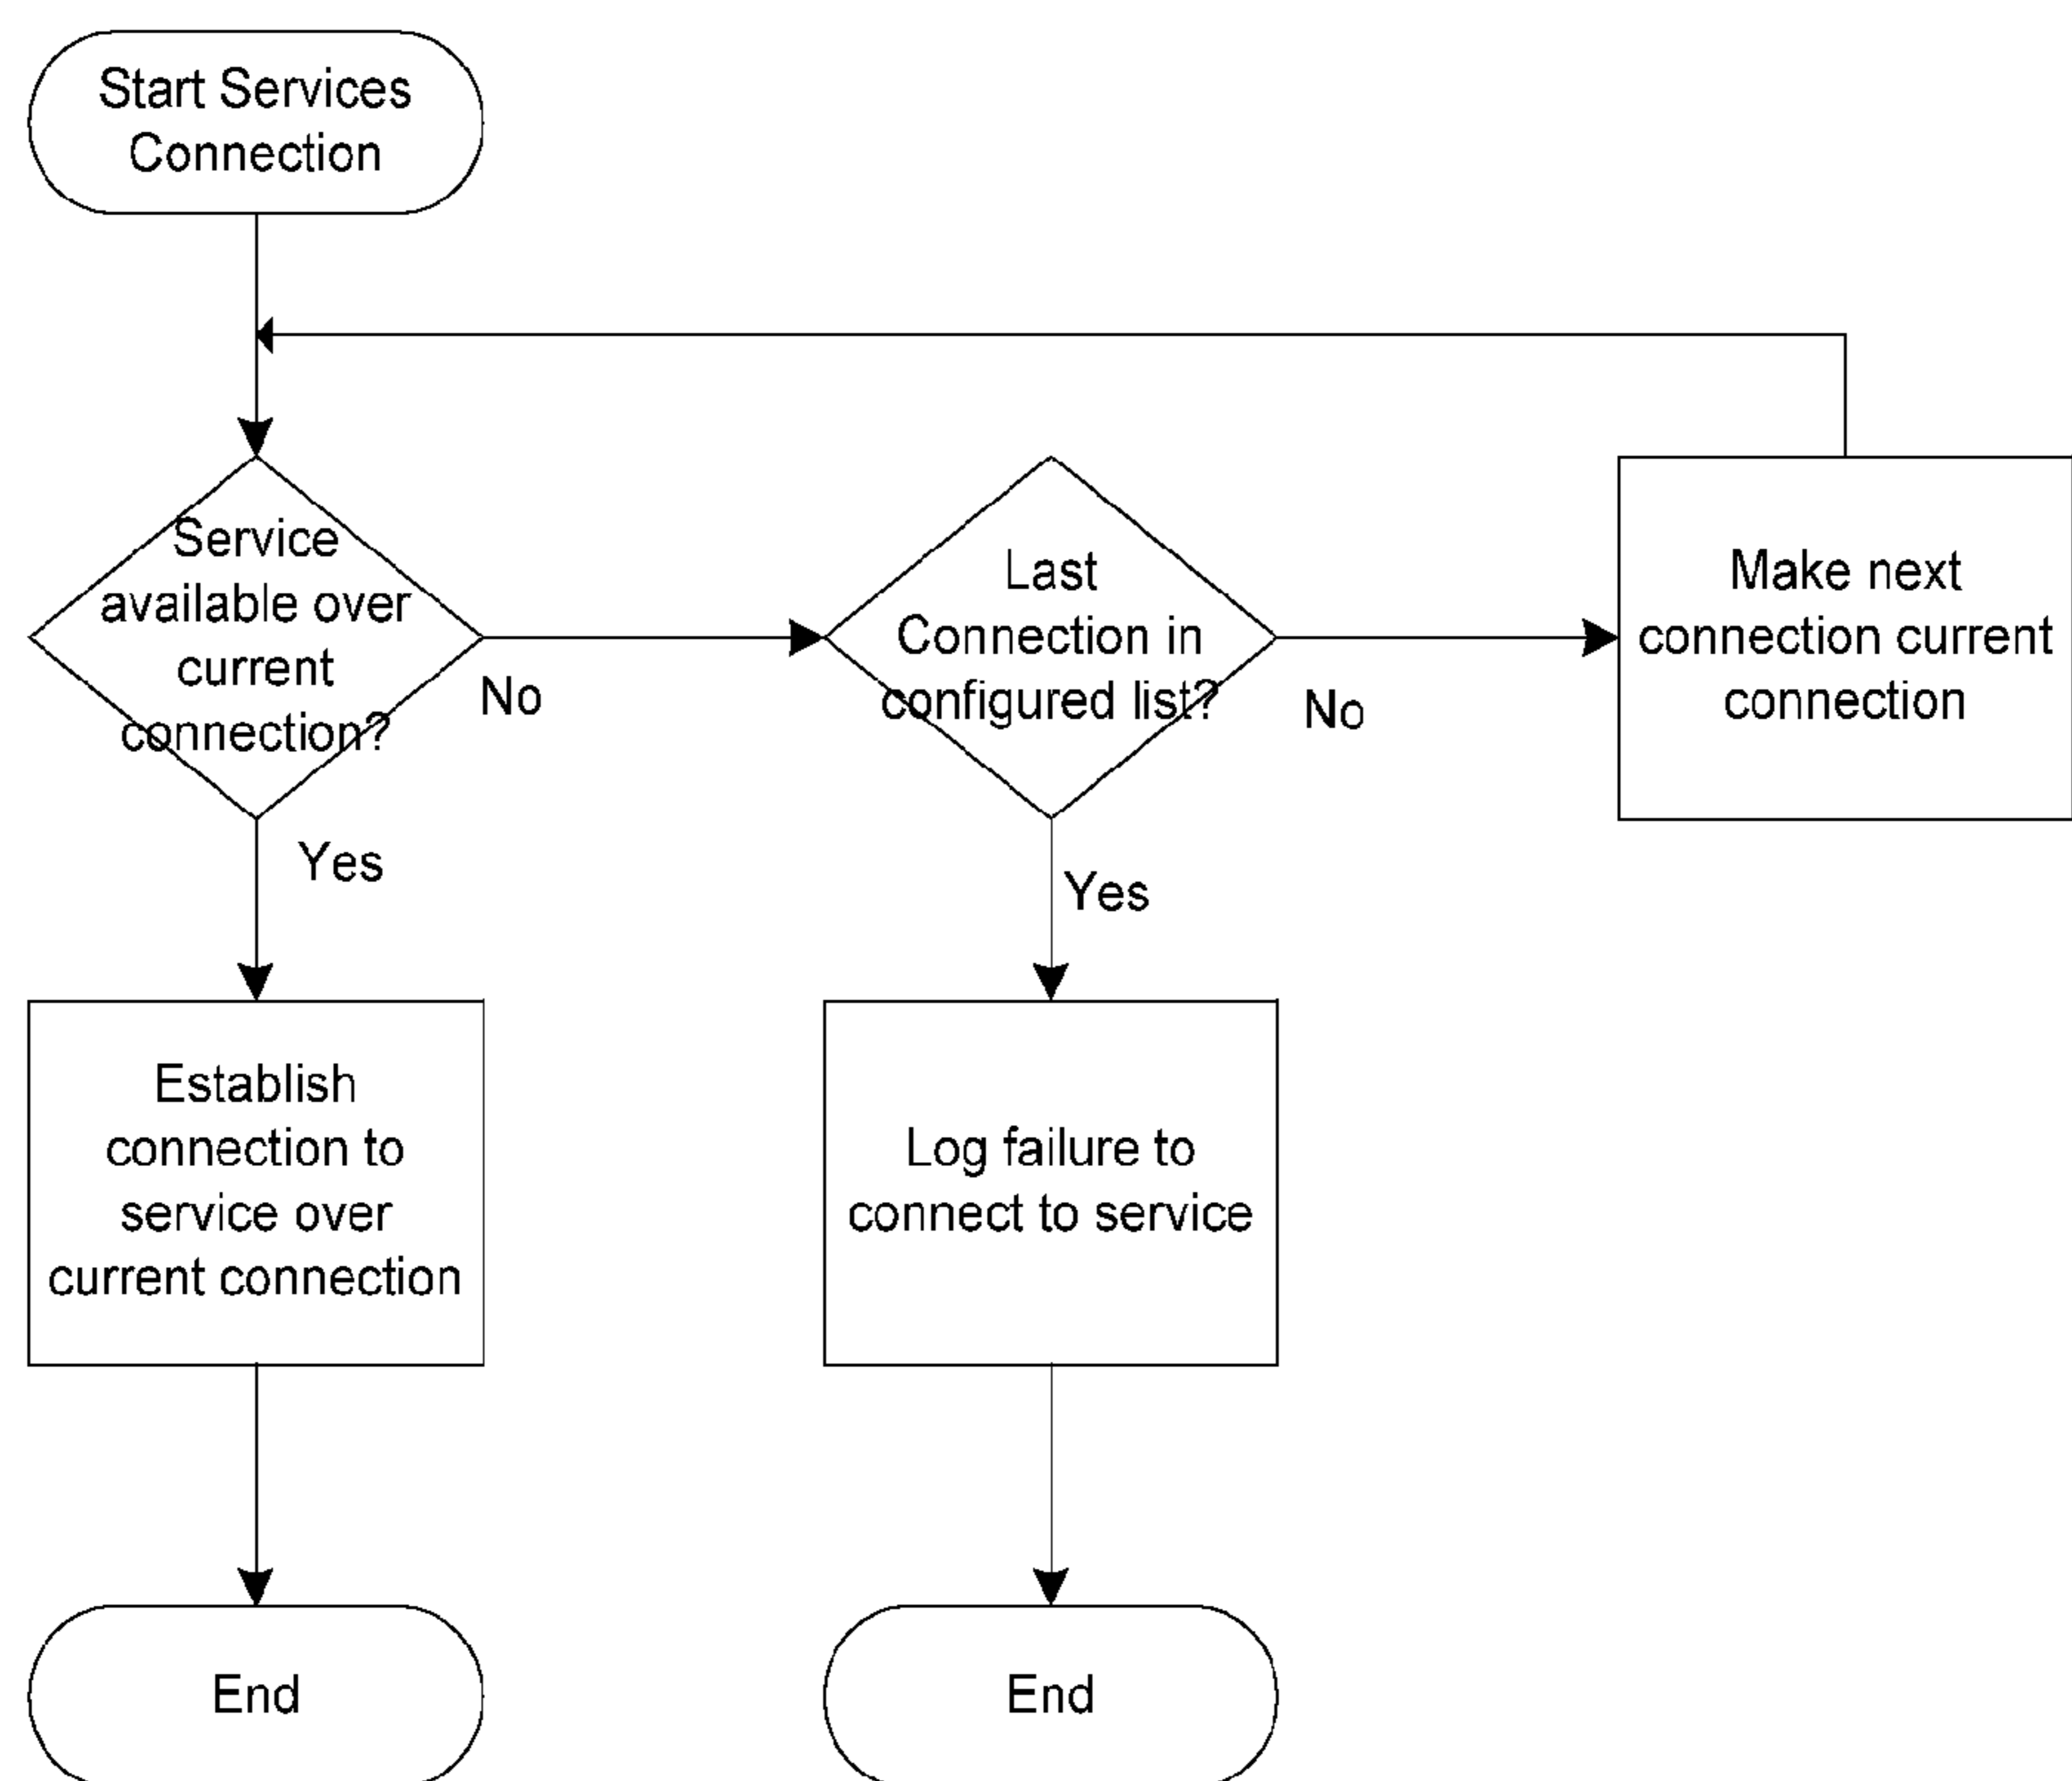 Start Services
Connection
Service
available over
current
connection?
No
Last
Connection in
configured list?
No
Make next
connection current
connection
Yes
Yes
Establish
connection to
service over
current connection
Log failure to
connect to service
End
End